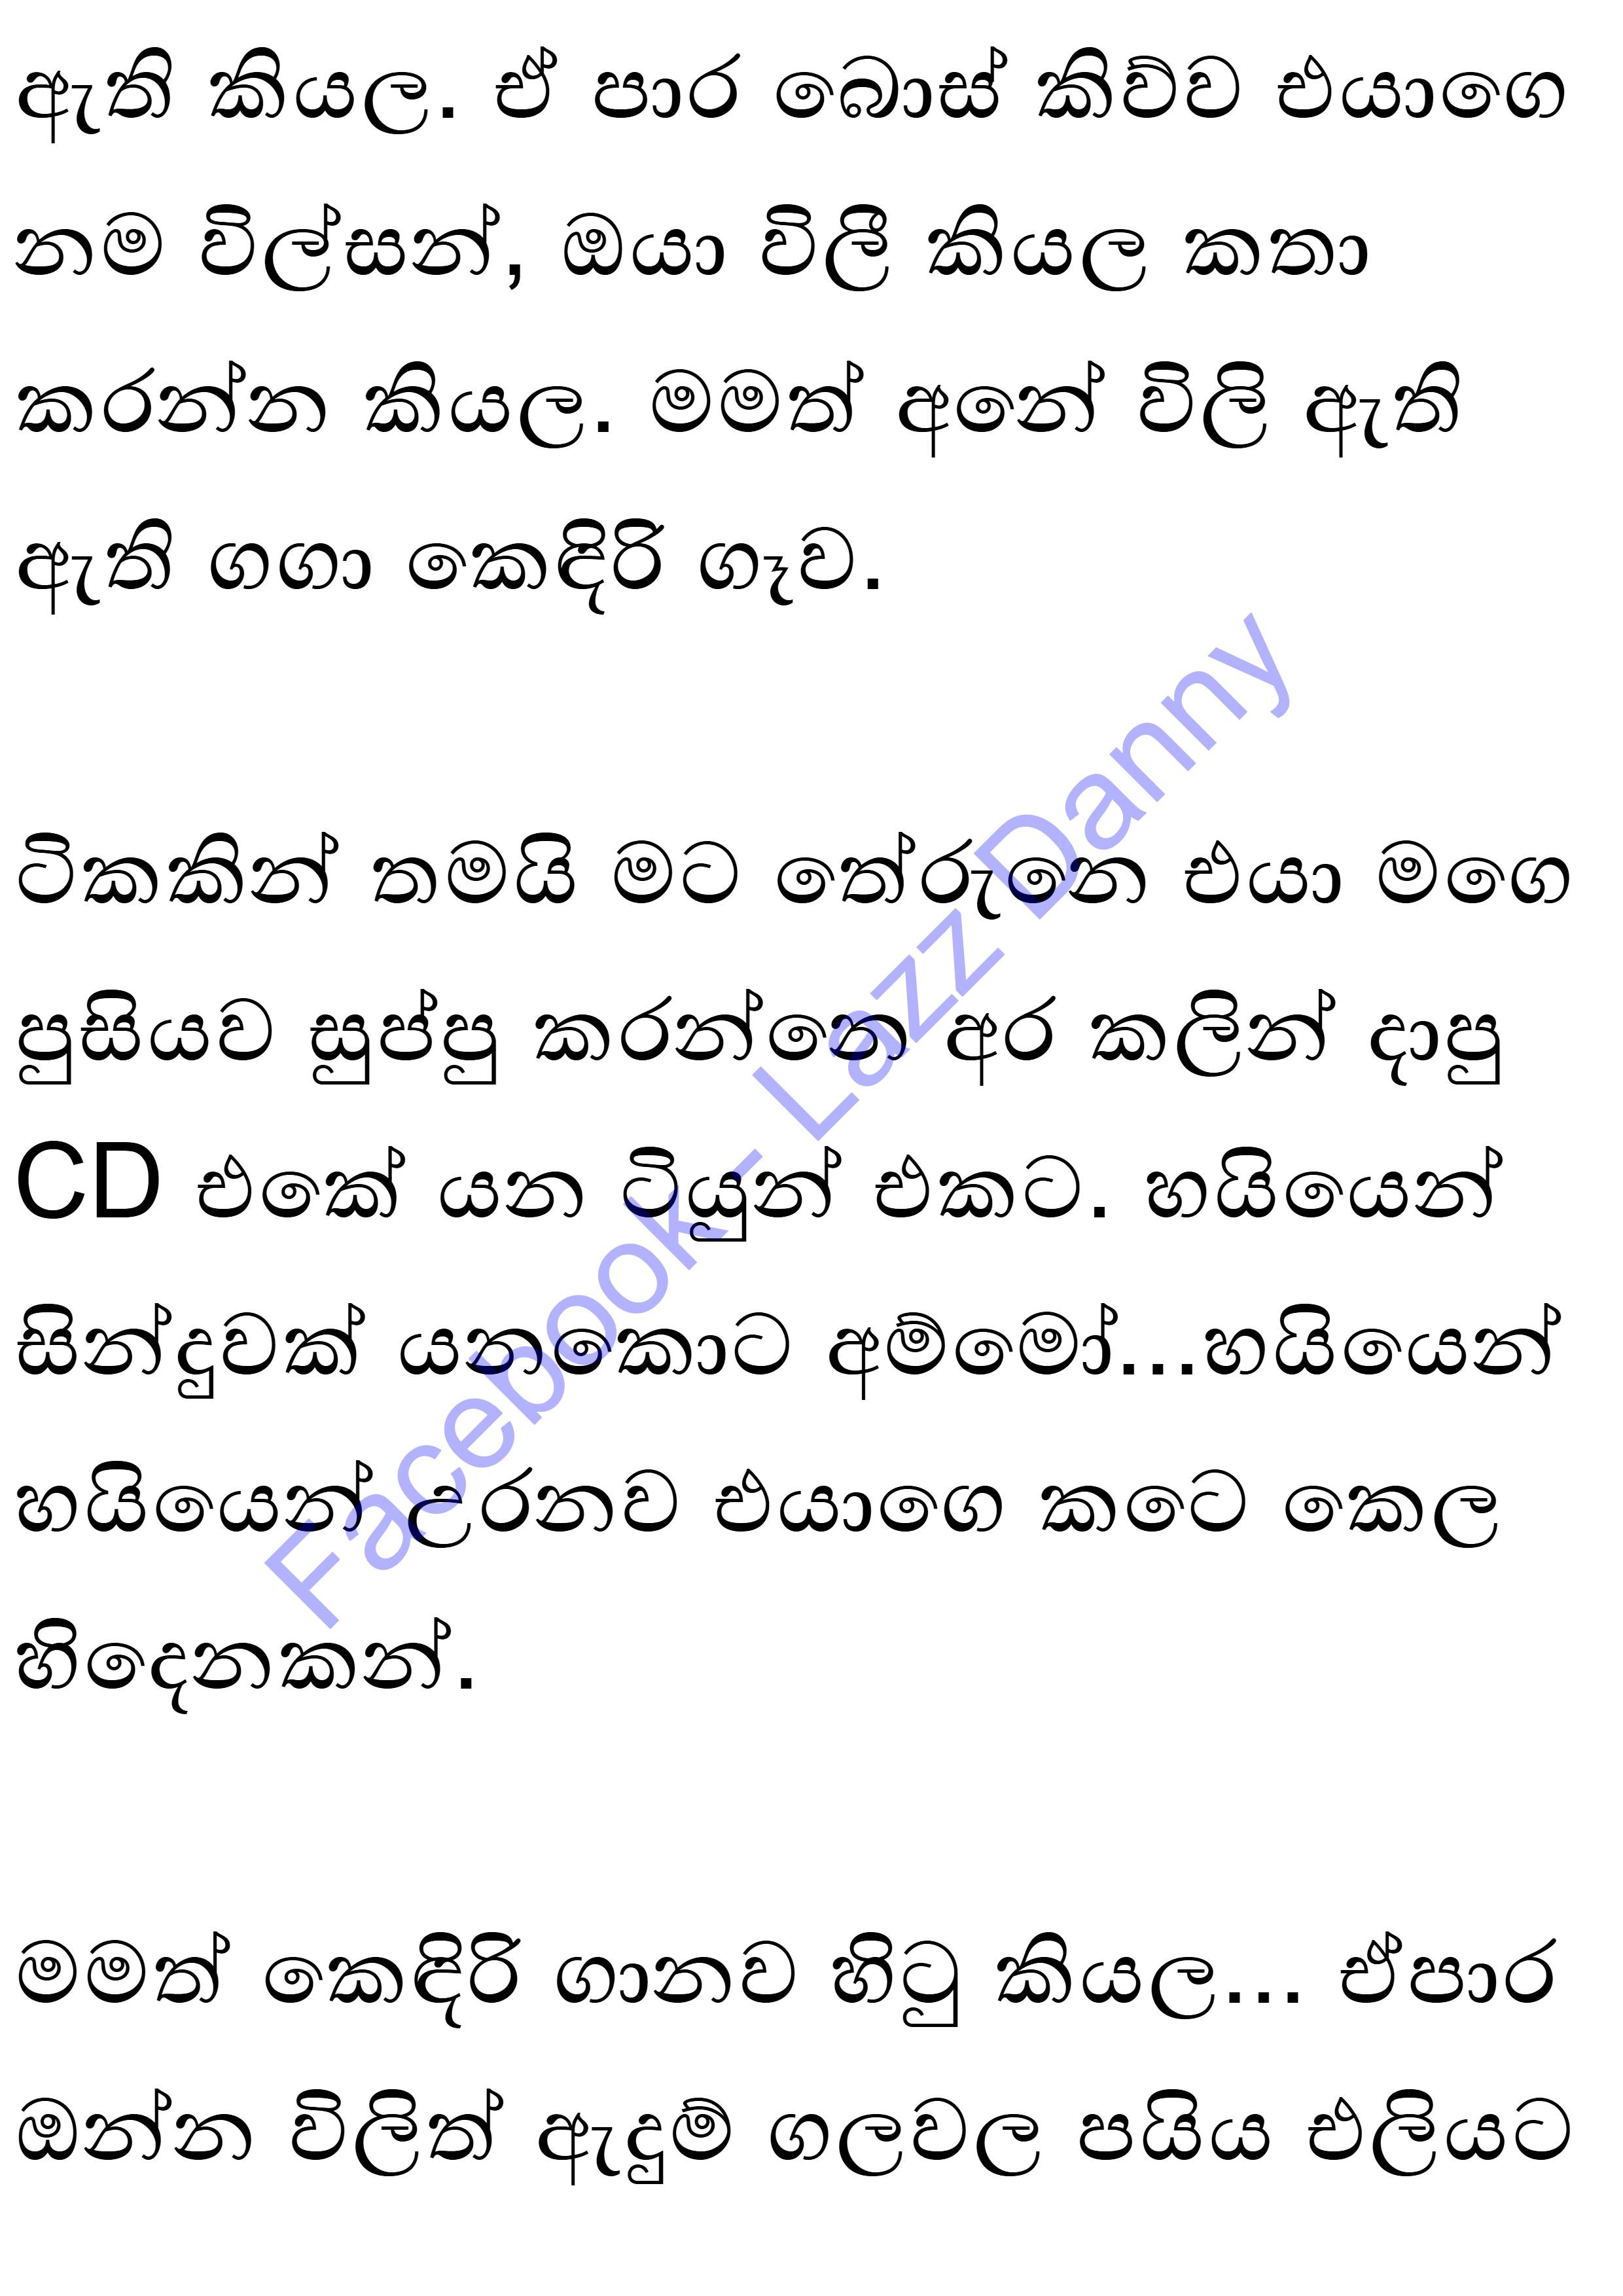 ඇති කියල. ඒ පාර බොස් කිව්ව එයාගෙ
නම විල්සන්, ඔයා විලී කියල කතා
කරන්න කියල. මමත් අනේ විලි ඇති
ඇති ගගා කෙඳිරි ගෑව.
ටිකකින් තමයි මට තේරුනෙ එයා මගෙ
පුසියව සුප්පු කරන්නෙ අර කලින් දාපු
CD එකේ යන ටියුන් එකට. හයියෙන්
සින්දුවක් යනකොට අම්මෝ...හයියෙන්
හයියෙන් උරනව එයාගෙ කටෙ කෙල
හිදෙනකන්.
මමත් කෙඳිරි ගානව හිටු කියල... ඒපාර
ඔන්න විලින් ඇදුම් ගලවල පයිය එලියට
Facebook - Lazz Danny